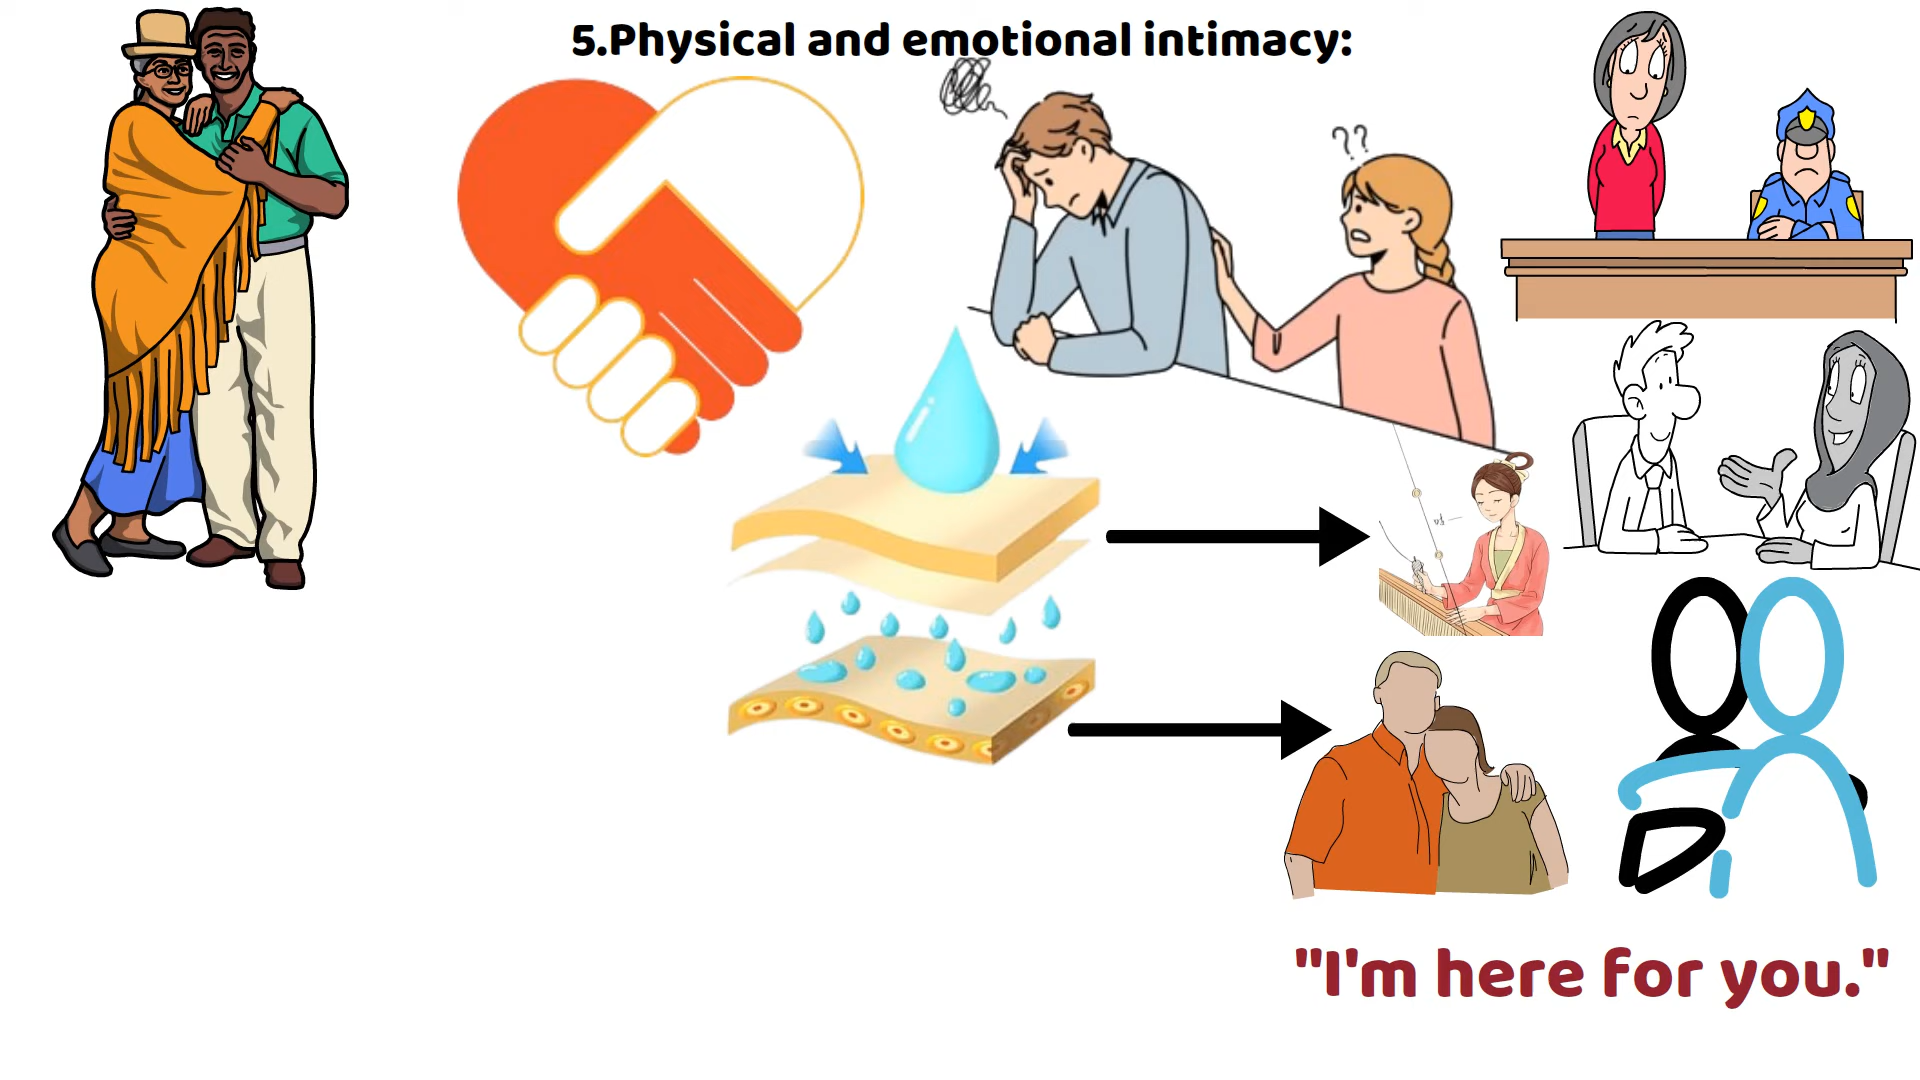 5.Physical and emotional intimacy:
??
"I'm here for you."